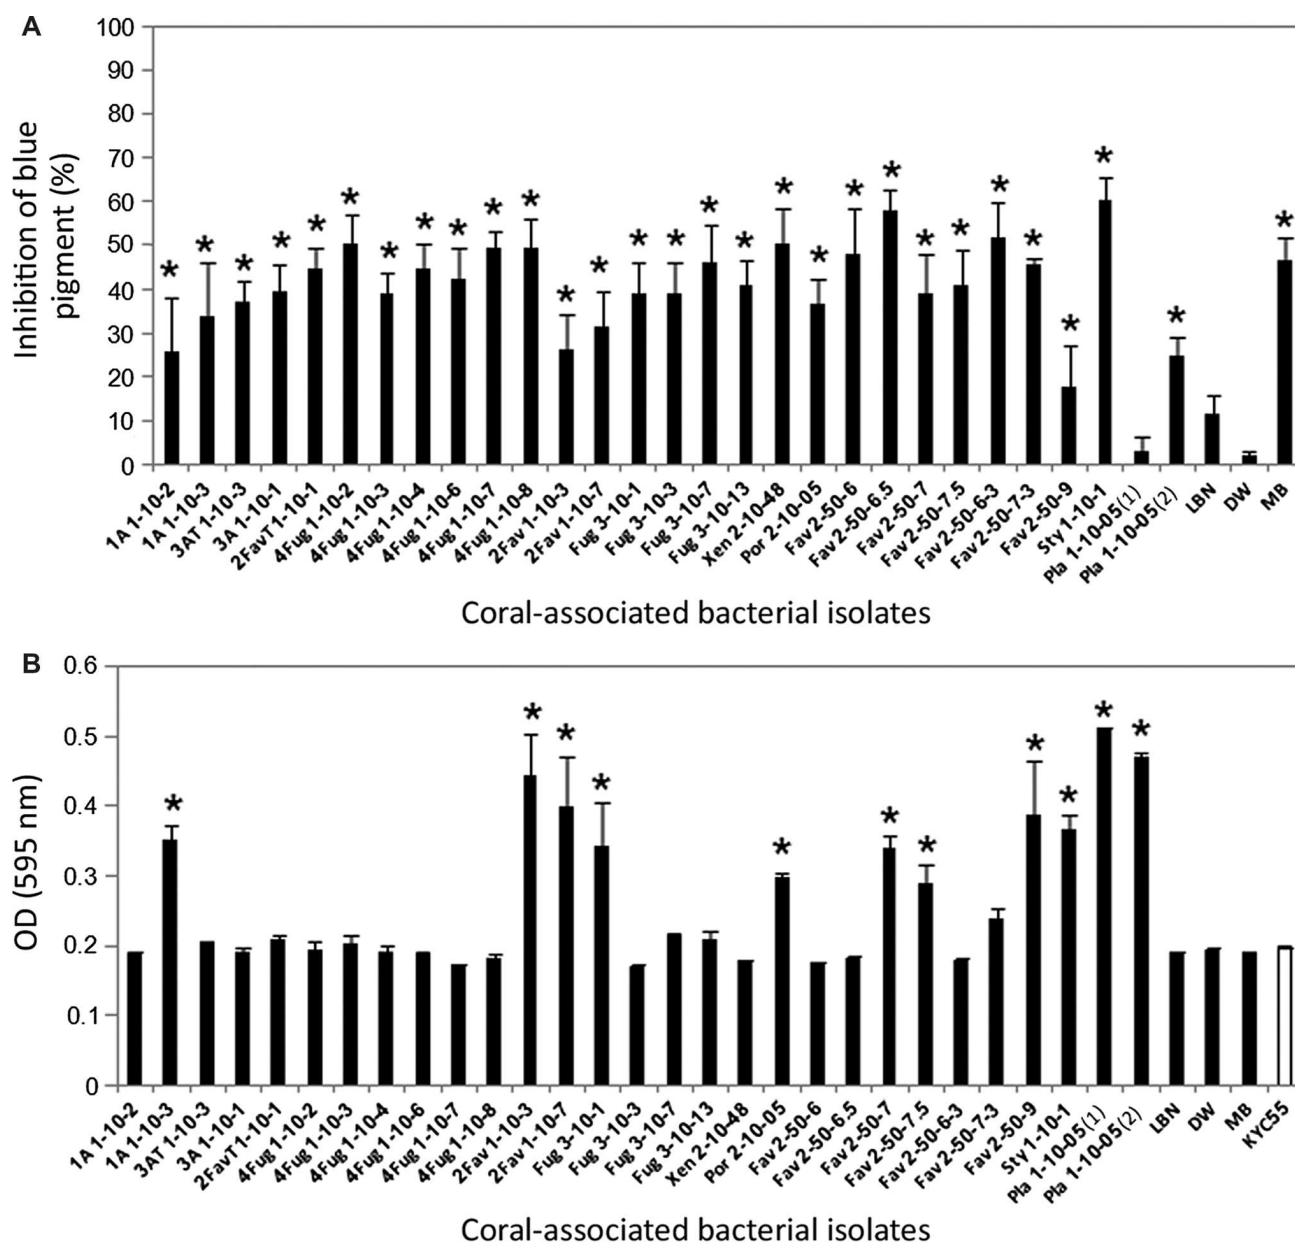 A
Inhibition of blue
pigment (%)
100
90
80
70
60
50
40
30
20
10
0
* * * * * * * * * * * * * * * * * * * * * * * * * * * * *
1A 1-10-2
1A 1-10-3
3AT 1-10-3
3A 1-10-1
2FavT 1-10-1
4Fug 1-10-2
4Fug 1-10-3
4Fug 1-10-4
4Fug 1-10-6
4Fug 1-10-7
4Fug 1-10-8
2Fav 1-10-3
2Fav 1-10-7
Fug 3-10-1
Fug 3-10-3
Fug 3-10-7
Fug 3-10-13
Xen 2-10-48
Por 2-10-05
Fav 2-50-6
Fav 2-50-6.5
Fav 2-50-7
Fav 2-50-7.5
Fav 2-50-6-3
Fav 2-50-7-3
Fav 2-50-9
Sty 1-10-1
Pla 1-10-05(1)
Pla 1-10-05(2)
LBN
DW
MB
Coral-associated bacterial isolates
B
OD (595 nm)
0.6
0.5
0.4
0.3
0.2
0.1
0
* * * * * * * * * * *
1A 1-10-2
1A 1-10-3
3AT 1-10-3
3A 1-10-1
2FavT 1-10-1
4Fug 1-10-2
4Fug 1-10-3
4Fug 1-10-4
4Fug 1-10-6
4Fug 1-10-7
4Fug 1-10-8
2Fav 1-10-3
2Fav 1-10-7
Fug 3-10-1
Fug 3-10-3
Fug 3-10-7
Fug 3-10-13
Xen 2-10-48
Por 2-10-05
Fav 2-50-6
Fav 2-50-6.5
Fav 2-50-7
Fav 2-50-7.5
Fav 2-50-6-3
Fav 2-50-7-3
Fav 2-50-9
Sty 1-10-1
Pla 1-10-05(1)
Pla 1-10-05(2)
LBN
DW
MB
KYC55
Coral-associated bacterial isolates